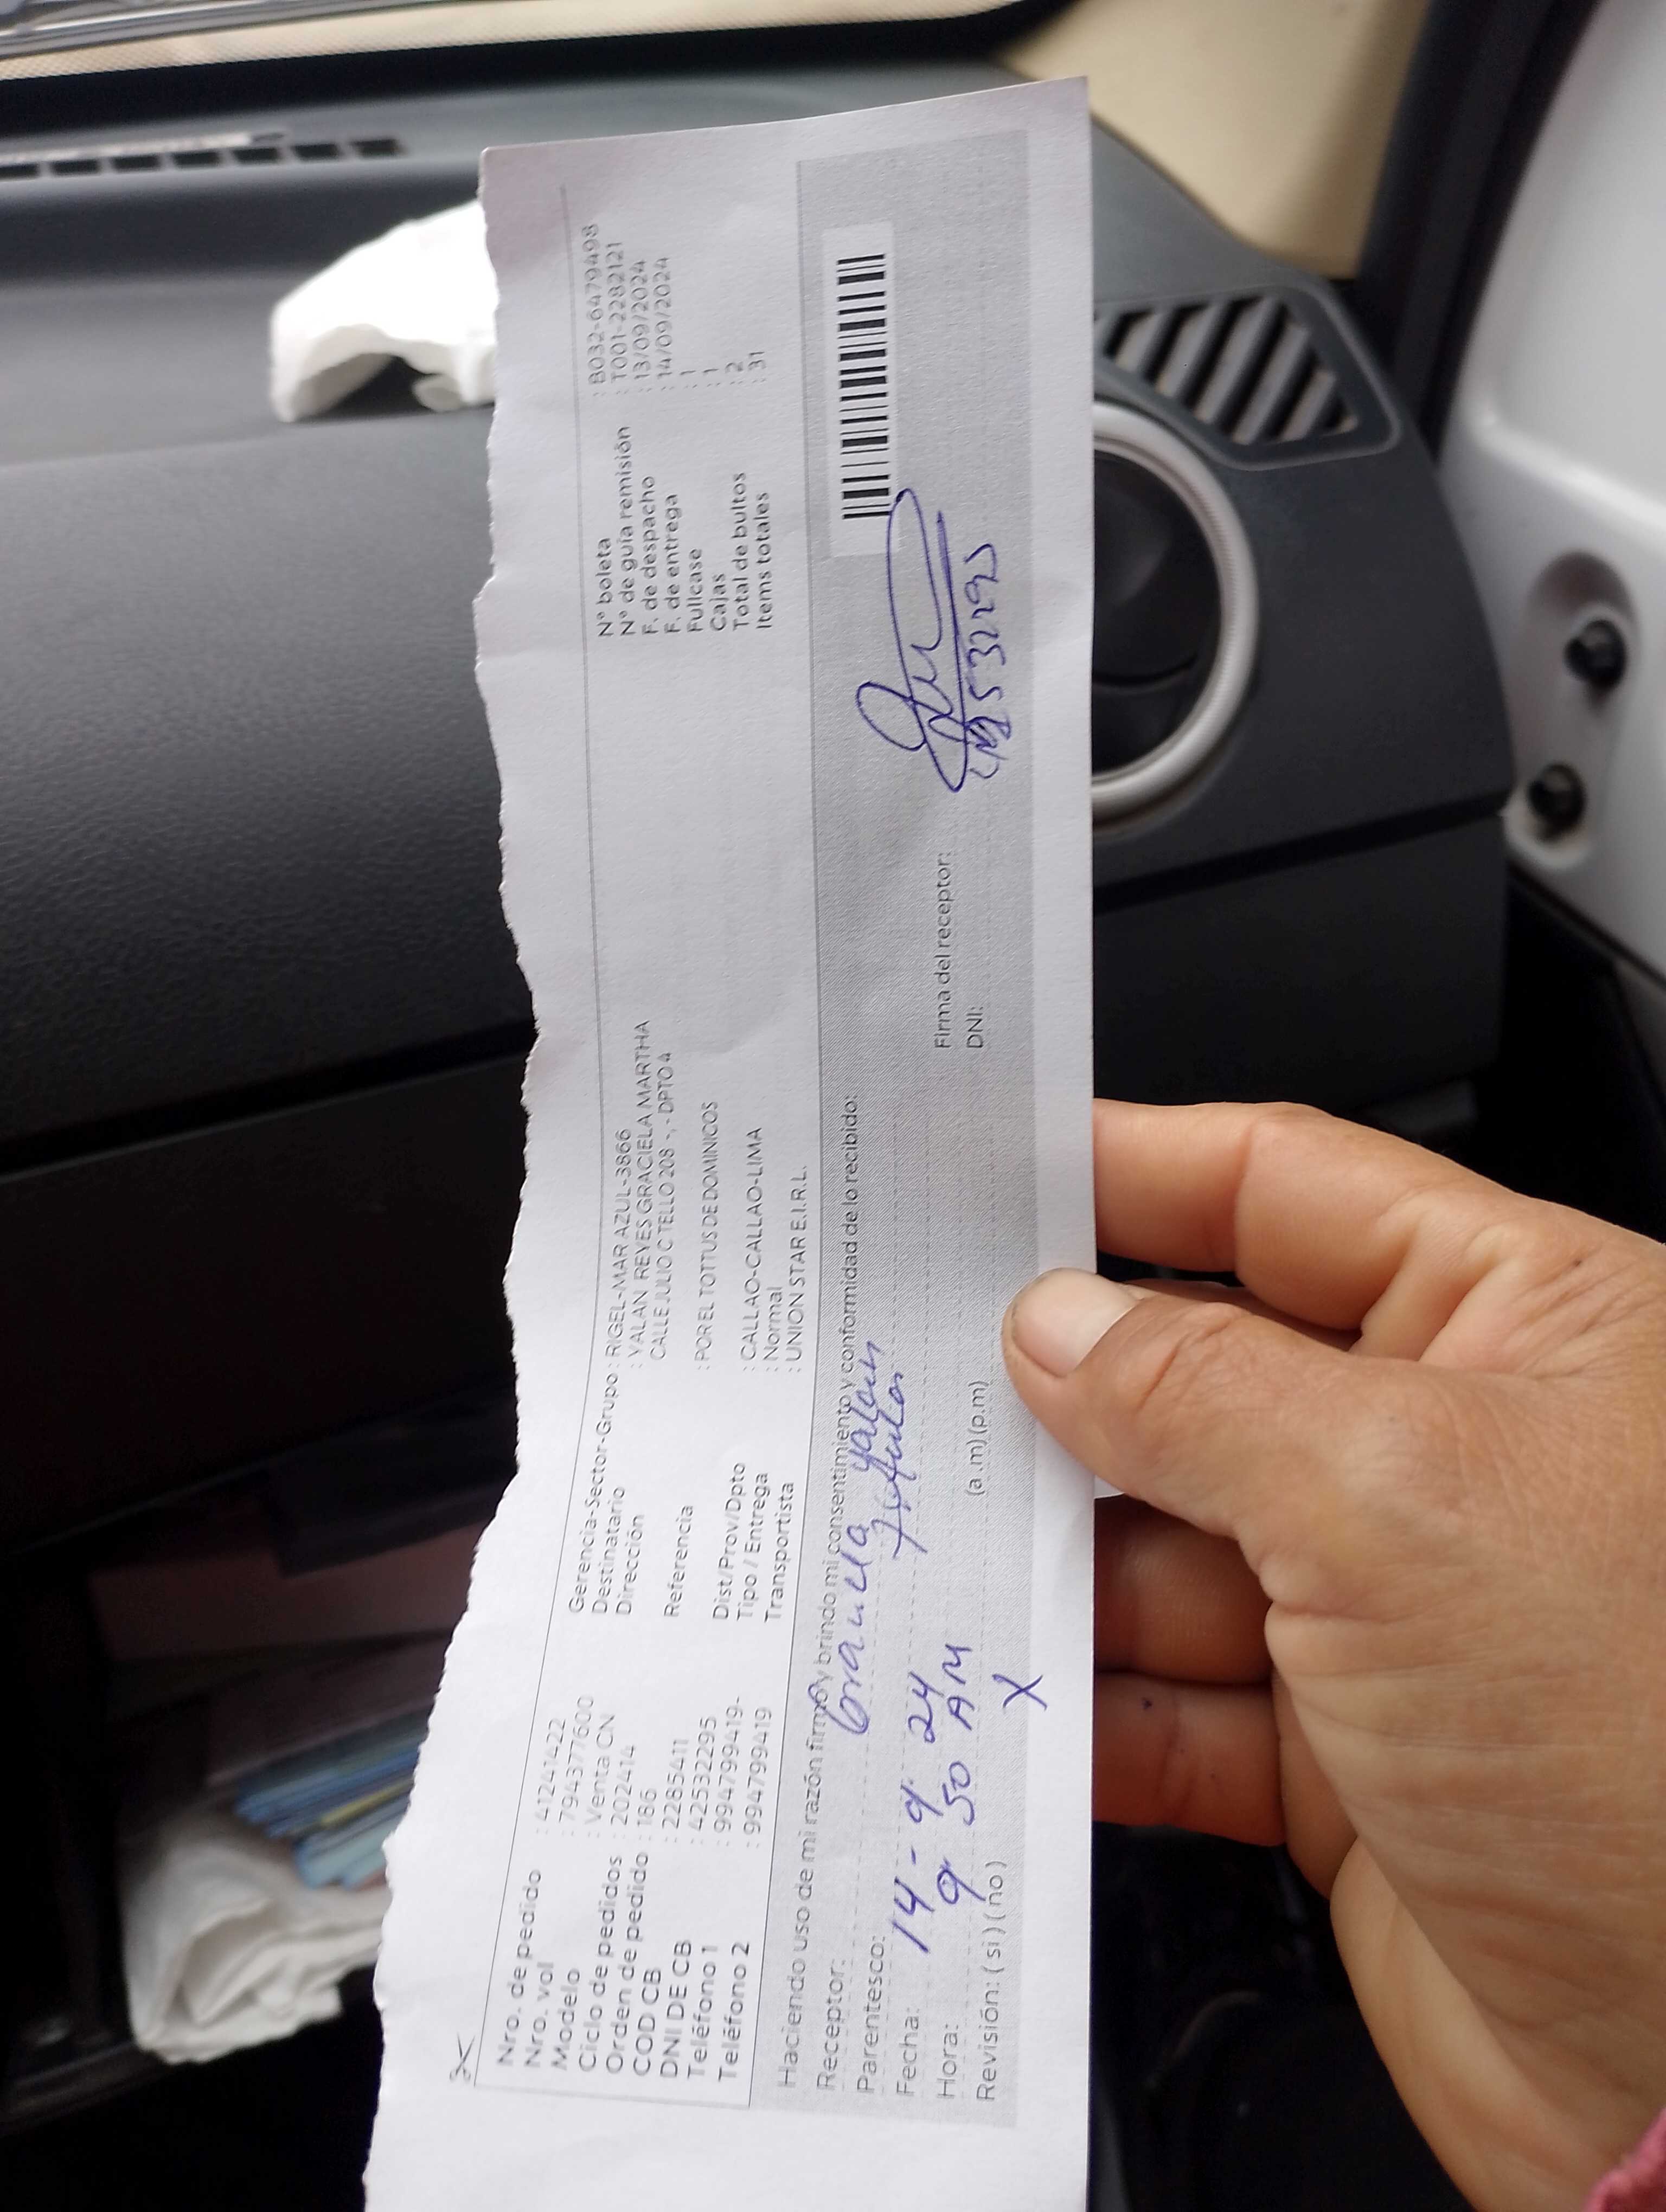 Nro. de pedido : 41241422
Nro. vol : 7943777600
Modelo : Venta CN
Ciclo de pedidos : 202414
Orden de pedido : 186
COD CB : 2285411
DNI DE CB : 42532295
Teléfono 1 : 994799419-
Teléfono 2 : 994799419
Gerencia-Sector-Grupo : RIGEL-MAR AZUL-3866
Destinatario : YALAN REYES GRACIELA MARTHA
Dirección CALLE JULIO C TELLO 208 -, - DPTO 4
Referencia : POR EL TOTTUS DE DOMINICOS
Dist/Prov/Dpto : CALLAO-CALLAO-LIMA
Tipo / Entrega : Normal
Transportista : UNION STAR E.I.R.L.
N° boleta : B032-6479498
N° de guía remisión : T001-2282121
F. de despacho : 13/09/2024
F. de entrega : 14/09/2024
Fullcase : 1
Cajas : 1
Total de bultos : 2
Items totales : 31
Haciendo uso de mi razón firmo y brindo mi consentimiento y conformidad de lo recibido:
Receptor: yalan
Parentesco: Titular
Fecha: 14-9 24
Hora: 9 50 AM (a.m) (p.m)
Revisión: (si) (no) X
Firma del receptor:
DNI: